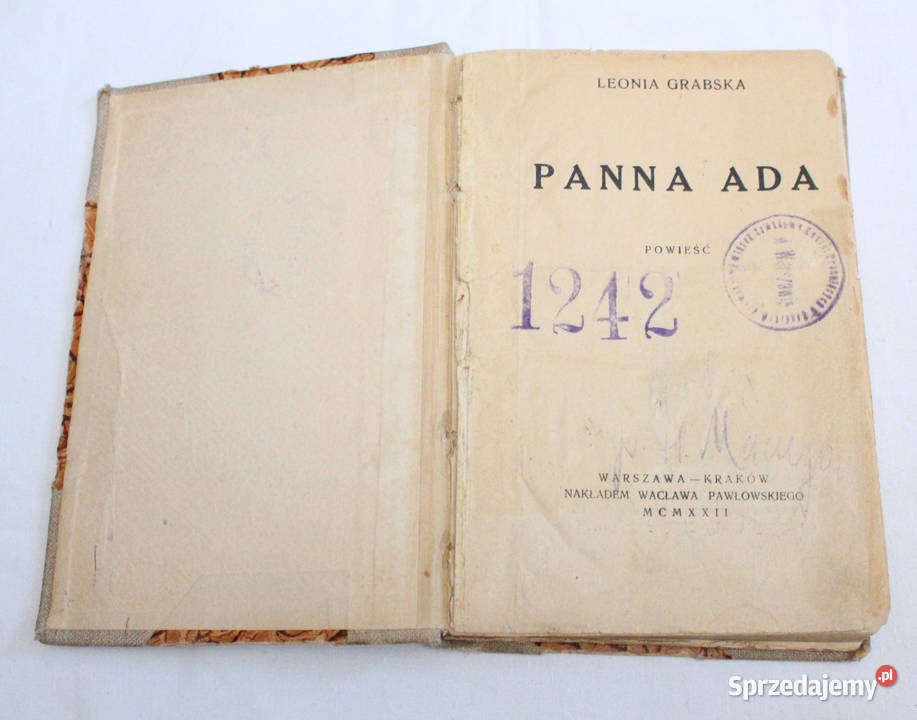 LEONIA GRABSKA
PANNA ADA
POWIEŚĆ
1242
WARSZAWA—KRAKÓW
NAKŁADEM WACŁAWA PAWŁOWSKIEGO
MCMXXII
Sprzedajemy.pl